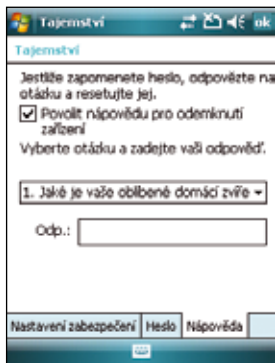 Tajemství ok
Tajemství
Jestliže zapomenete heslo, odpovězte na
otázku a resetujte jej.
Povolit nápovědu pro odemknutí
zařízení
Vyberte otázku a zadejte vaši odpověď.
1. Jaké je vaše oblíbené domácí zvíře
Odp.:
Nastavení zabezpečení Heslo Nápověda